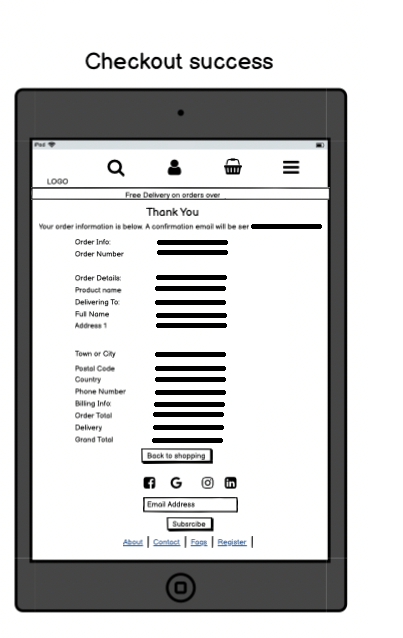 Checkout success
iPad
LOGO
Free Delivery on orders over
Thank You
Your order information is below. A confirmation email will be ser
Order Info:
Order Number
Order Details:
Product name
Delivering To:
Full Name
Address 1
Town or City
Postal Code
Country
Phone Number
Billing Info:
Order Total
Delivery
Grand Total
Back to shopping
Email Address
Subsrcibe
About | Contact | Faqs | Register |